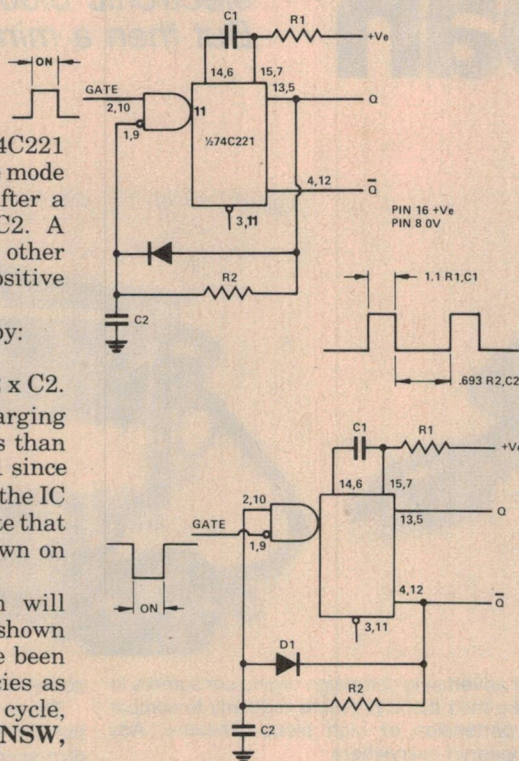 C1
R1
+Ve
ON
14,6
15,7
GATE
13,5
2,10
Q
11
1,9
½74C221
4,12
Q̅
PIN 16 +Ve
PIN 8 0V
3,11
R2
1.1 R1,C1
C2
.693 R2,C2
4C221
mode
fter a
C2. A
other
ositive
by:
x C2.
arging
s than
l since
the IC
te that
wn on
n will
shown
e been
cies as
cycle,
NSW,
C1
R1
+Ve
14,6
15,7
2,10
13,5
Q
GATE
1,9
4,12
Q̅
ON
3,11
D1
R2
C2